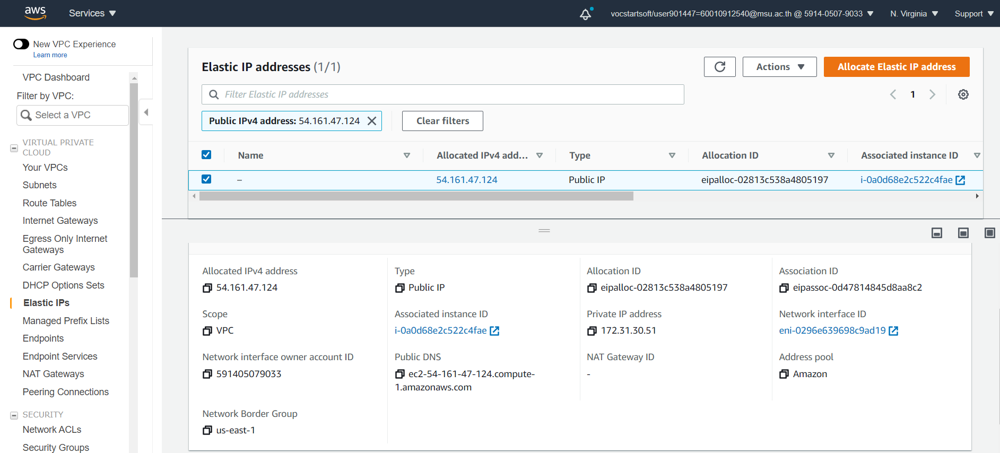 aws
Services
vocstartsoft/user901447=60010912540@msu.ac.th @ 5914-0507-9033
N. Virginia
Support
New VPC Experience
Learn more
VPC Dashboard
Filter by VPC:
Select a VPC
VIRTUAL PRIVATE
CLOUD
Your VPCs
Subnets
Route Tables
Internet Gateways
Egress Only Internet
Gateways
Carrier Gateways
DHCP Options Sets
Elastic IPs
Managed Prefix Lists
Endpoints
Endpoint Services
NAT Gateways
Peering Connections
SECURITY
Network ACLs
Security Groups
Elastic IP addresses (1/1)
Actions
Allocate Elastic IP address
Filter Elastic IP addresses
1
Public IPv4 address: 54.161.47.124
Clear filters
Name
Allocated IPv4 add...
Type
Allocation ID
Associated instance ID
–
54.161.47.124
Public IP
eipalloc-02813c538a4805197
i-0a0d68e2c522c4fae
Allocated IPv4 address
54.161.47.124
Type
Public IP
Allocation ID
eipalloc-02813c538a4805197
Association ID
eipassoc-0d47814845d8aa8c2
Scope
VPC
Associated instance ID
i-0a0d68e2c522c4fae
Private IP address
172.31.30.51
Network interface ID
eni-0296e639698c9ad19
Network interface owner account ID
591405079033
Public DNS
ec2-54-161-47-124.compute-
1.amazonaws.com
NAT Gateway ID
-
Address pool
Amazon
Network Border Group
us-east-1